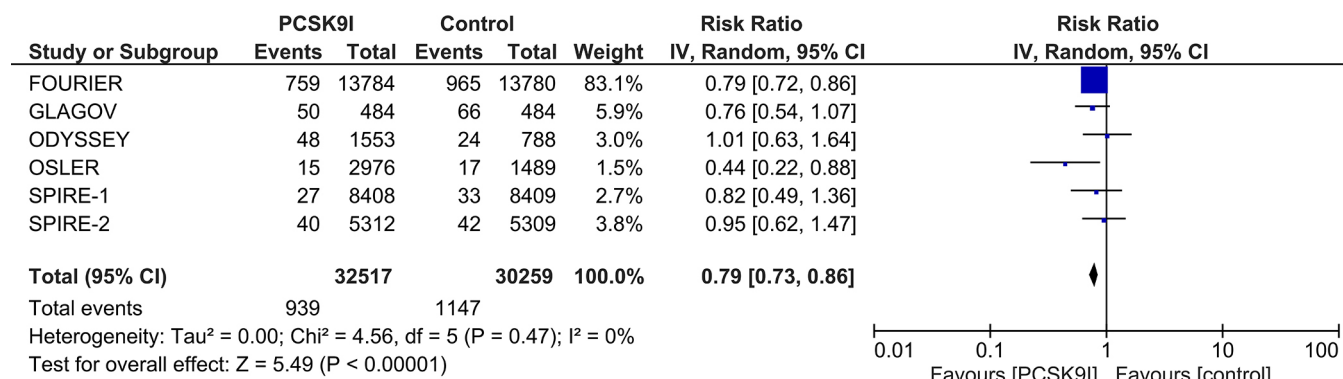 PCSK9I Control Risk Ratio Risk Ratio
Study or Subgroup Events Total Events Total Weight IV, Random, 95% CI IV, Random, 95% CI
FOURIER 759 13784 965 13780 83.1% 0.79 [0.72, 0.86]
GLAGOV 50 484 66 484 5.9% 0.76 [0.54, 1.07]
ODYSSEY 48 1553 24 788 3.0% 1.01 [0.63, 1.64]
OSLER 15 2976 17 1489 1.5% 0.44 [0.22, 0.88]
SPIRE-1 27 8408 33 8409 2.7% 0.82 [0.49, 1.36]
SPIRE-2 40 5312 42 5309 3.8% 0.95 [0.62, 1.47]
Total (95% CI) 32517 30259 100.0% 0.79 [0.73, 0.86]
Total events 939 1147
Heterogeneity: Tau² = 0.00; Chi² = 4.56, df = 5 (P = 0.47); I² = 0%
Test for overall effect: Z = 5.49 (P < 0.00001)
0.01 0.1 1 10 100
Favours [PCSK9I] Favours [control]